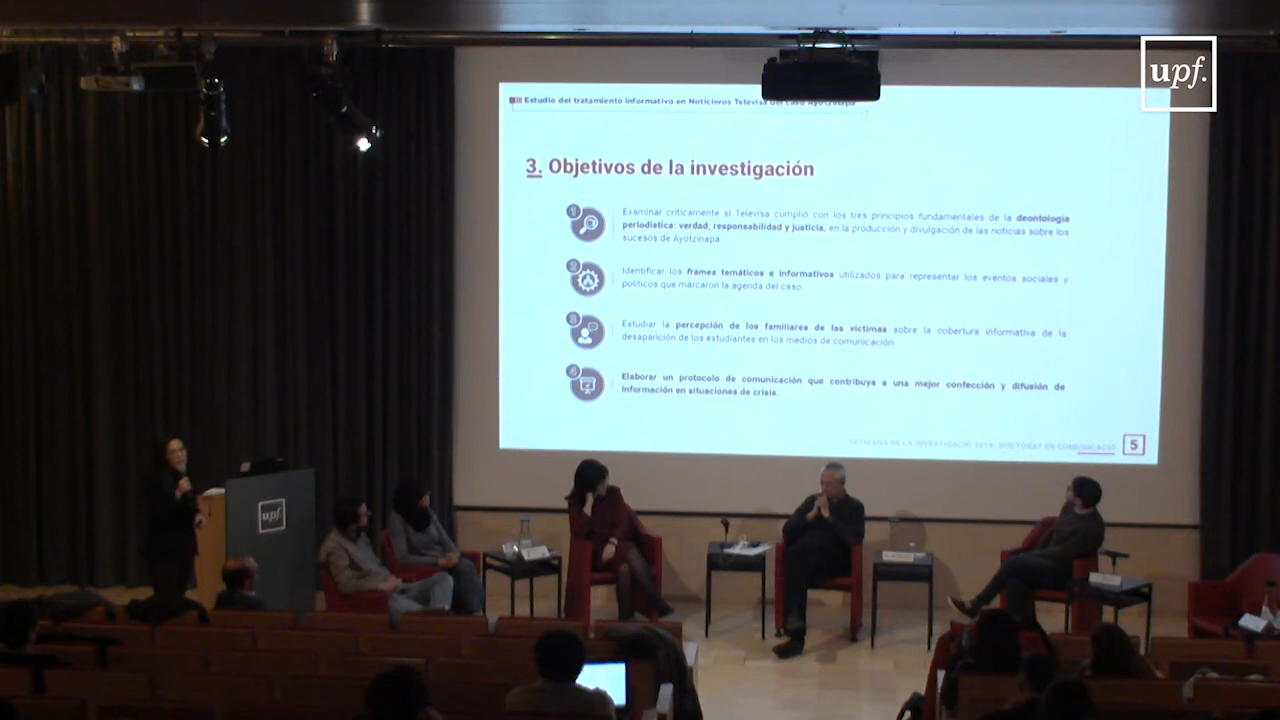 upf.
Estudio del tratamiento informativo en Noticieros Televisa del caso Ayotzinapa
3. Objetivos de la investigación
1
Examinar críticamente si Televisa cumplió con los tres principios fundamentales de la deontología
periodística: verdad, responsabilidad y justicia, en la producción y divulgación de las noticias sobre los
sucesos de Ayotzinapa.
2
Identificar los frames temáticos e informativos utilizados para representar los eventos sociales y
políticos que marcaron la agenda del caso.
3
Estudiar la percepción de los familiares de las víctimas sobre la cobertura informativa de la
desaparición de los estudiantes en los medios de comunicación.
4
Elaborar un protocolo de comunicación que contribuya a una mejor confección y difusión de
información en situaciones de crisis.
SETMANA DE LA INVESTIGACIÓ 2019. DOCTORAT EN COMUNICACIÓ
5
upf.